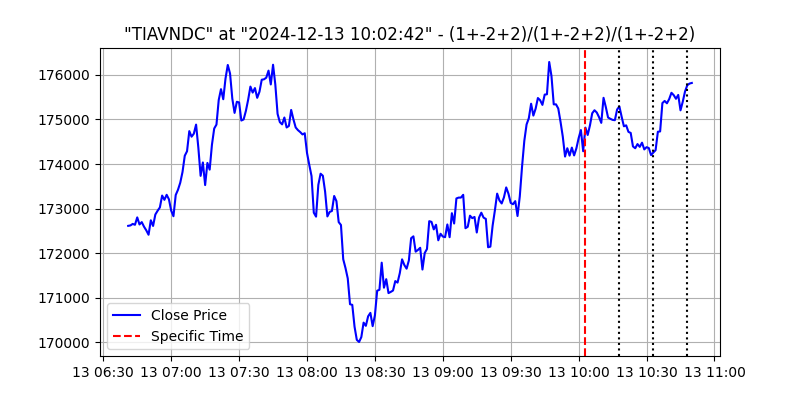 "TIAVNDC" at "2024-12-13 10:02:42" - (1+-2+2)/(1+-2+2)/(1+-2+2)
176000
175000
174000
173000
172000
171000
170000
Close Price
Specific Time
13 06:30 13 07:00 13 07:30 13 08:00 13 08:30 13 09:00 13 09:30 13 10:00 13 10:30 13 11:00